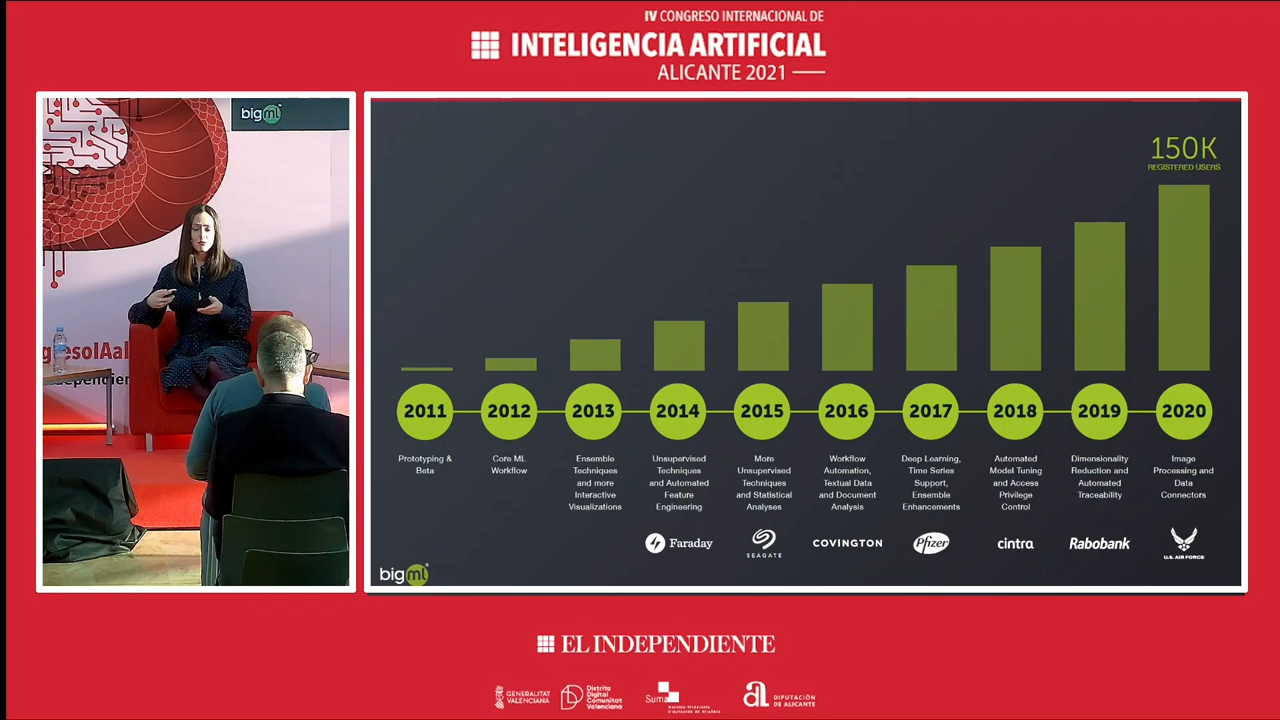 IV CONGRESO INTERNACIONAL DE
INTELIGENCIA ARTIFICIAL
ALICANTE 2021
bigml
gresoIAal
dependien
150K
REGISTERED USERS
2011
2012
2013
2014
2015
2016
2017
2018
2019
2020
Prototyping &
Beta
Core ML
Workflow
Ensemble
Techniques
and more
Interactive
Visualizations
Unsupervised
Techniques
and Automated
Feature
Engineering
More
Unsupervised
Techniques
and Statistical
Analyses
Workflow
Automation,
Textual Data
and Document
Analysis
Deep Learning,
Time Series
Support,
Ensemble
Enhancements
Automated
Model Tuning
and Access
Privilege
Control
Dimensionality
Reduction and
Automated
Traceability
Image
Processing and
Data
Connectors
Faraday
SEAGATE
COVINGTON
Pfizer
cintra
Rabobank
U.S. AIR FORCE
bigml
EL INDEPENDIENTE
GENERALITAT
VALENCIANA
Distrito
Digital
Comunitat
Valenciana
Suma
DIPUTACIÓN
DE ALICANTE